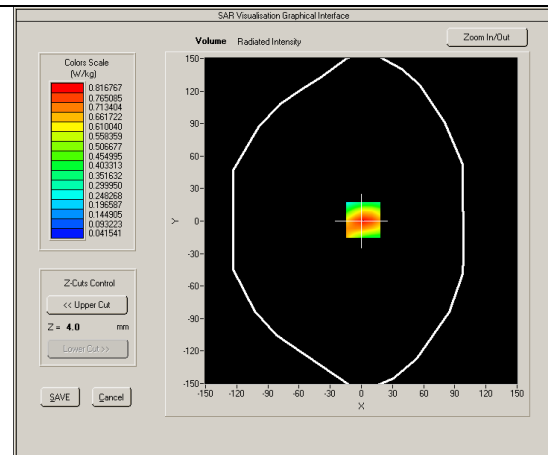 SAR Visualisation Graphical Interface
Volume Radiated Intensity
Zoom In/Out
Colors Scale
(W/kg)
0.816767
0.765085
0.713404
0.661722
0.610040
0.558359
0.506677
0.454995
0.403313
0.351632
0.299950
0.248268
0.196587
0.144905
0.093223
0.041541
Z-Cuts Control
<< Upper Cut
Z = 4.0 mm
Lower Cut >>
SAVE Cancel
150
120
90
60
30
0
-30
-60
-90
-120
-150
Y
-150 -120 -90 -60 -30 0 30 60 90 120 150
X